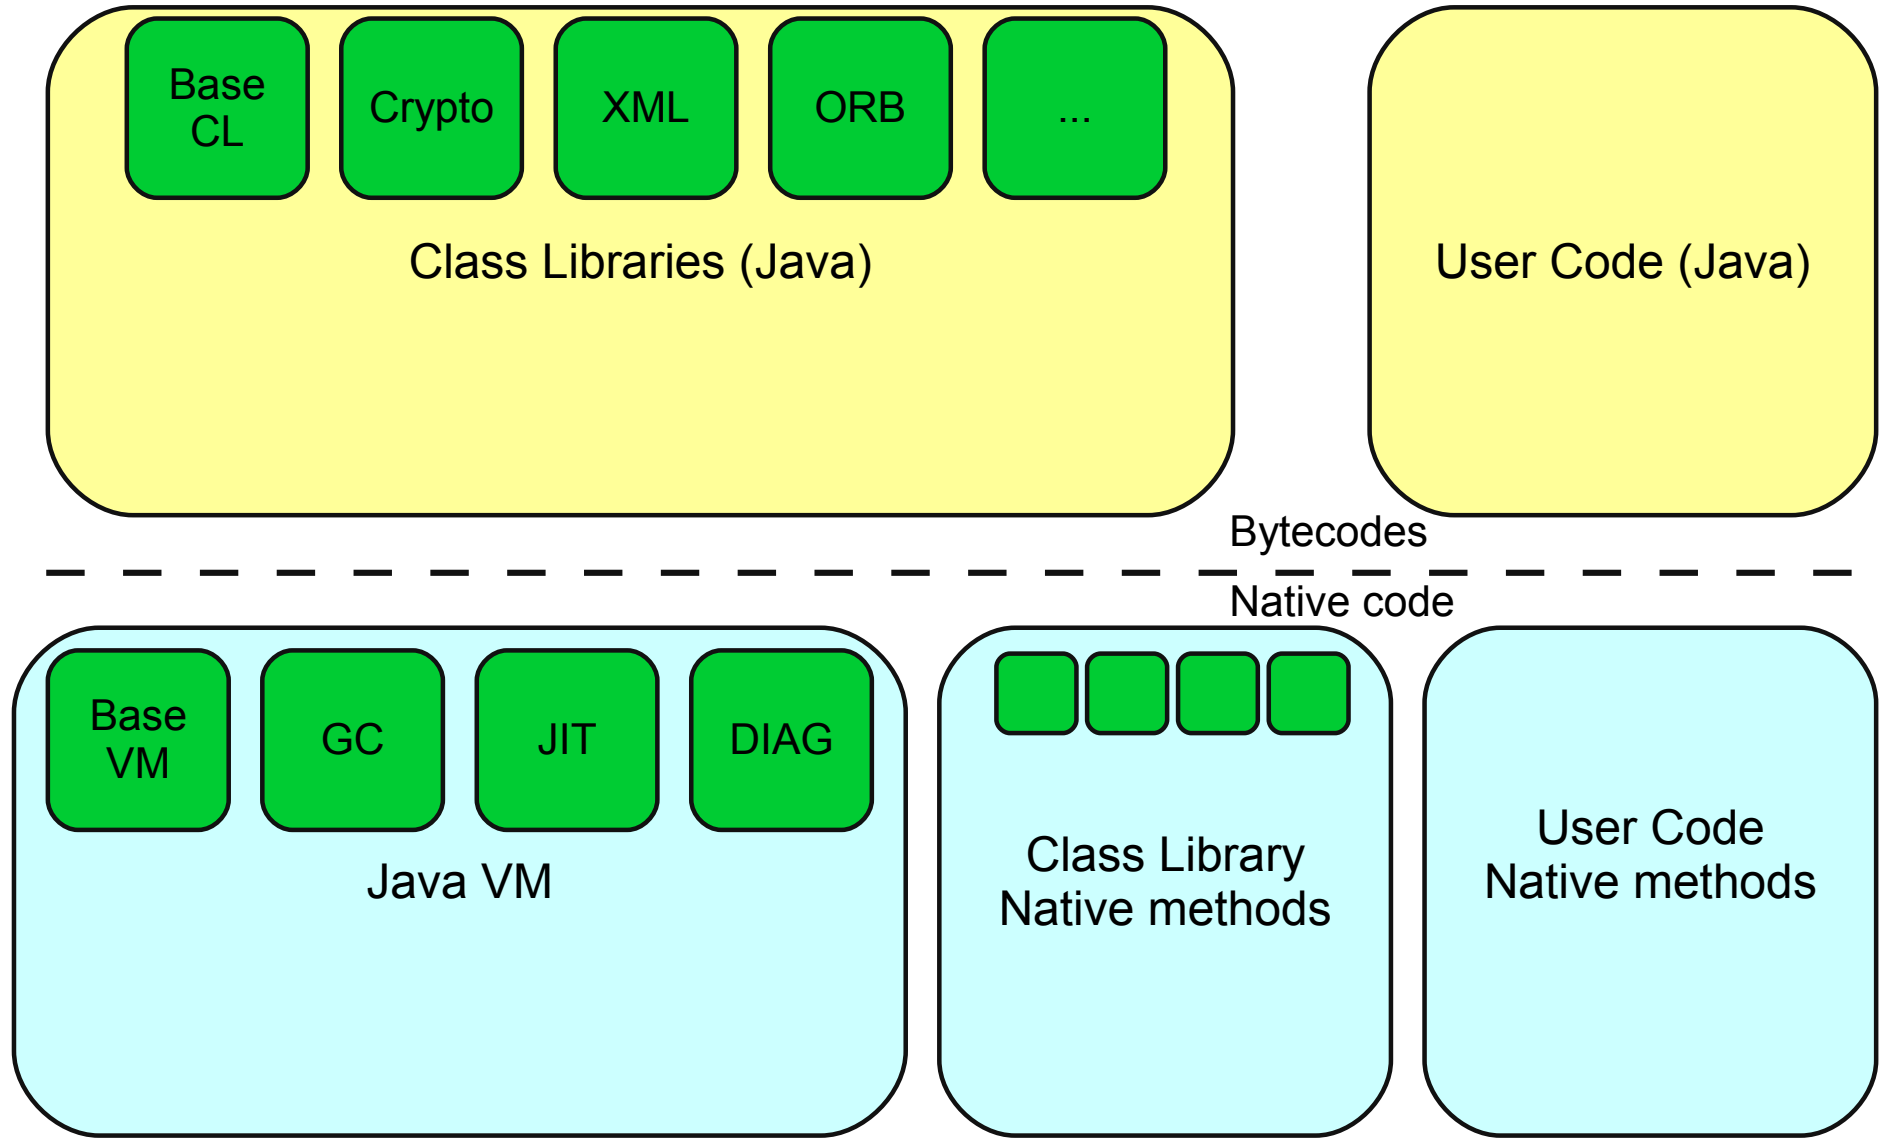 Base
CL
Crypto
XML
ORB
...
Class Libraries (Java)
User Code (Java)
Bytecodes
Native code
Base
VM
GC
JIT
DIAG
Java VM
Class Library
Native methods
User Code
Native methods